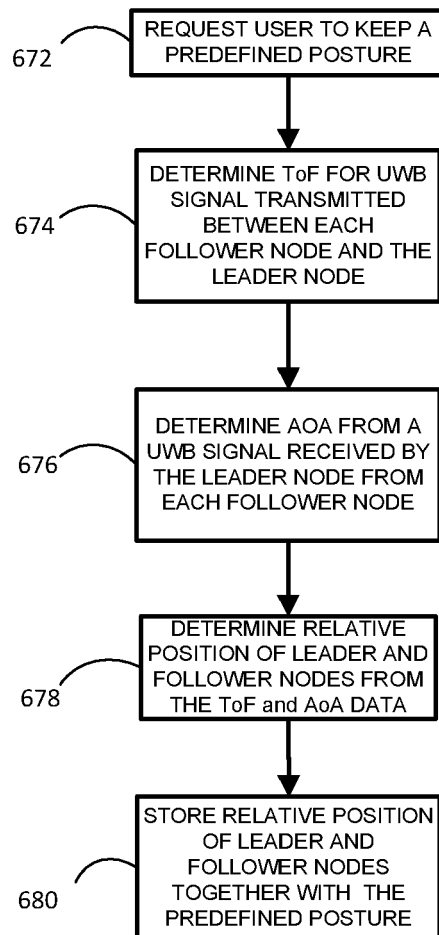 672
REQUEST USER TO KEEP A
PREDEFINED POSTURE
674
DETERMINE ToF FOR UWB
SIGNAL TRANSMITTED
BETWEEN EACH
FOLLOWER NODE AND THE
LEADER NODE
676
DETERMINE AOA FROM A
UWB SIGNAL RECEIVED BY
THE LEADER NODE FROM
EACH FOLLOWER NODE
678
DETERMINE RELATIVE
POSITION OF LEADER AND
FOLLOWER NODES FROM
THE ToF and AoA DATA
680
STORE RELATIVE POSITION
OF LEADER AND
FOLLOWER NODES
TOGETHER WITH THE
PREDEFINED POSTURE